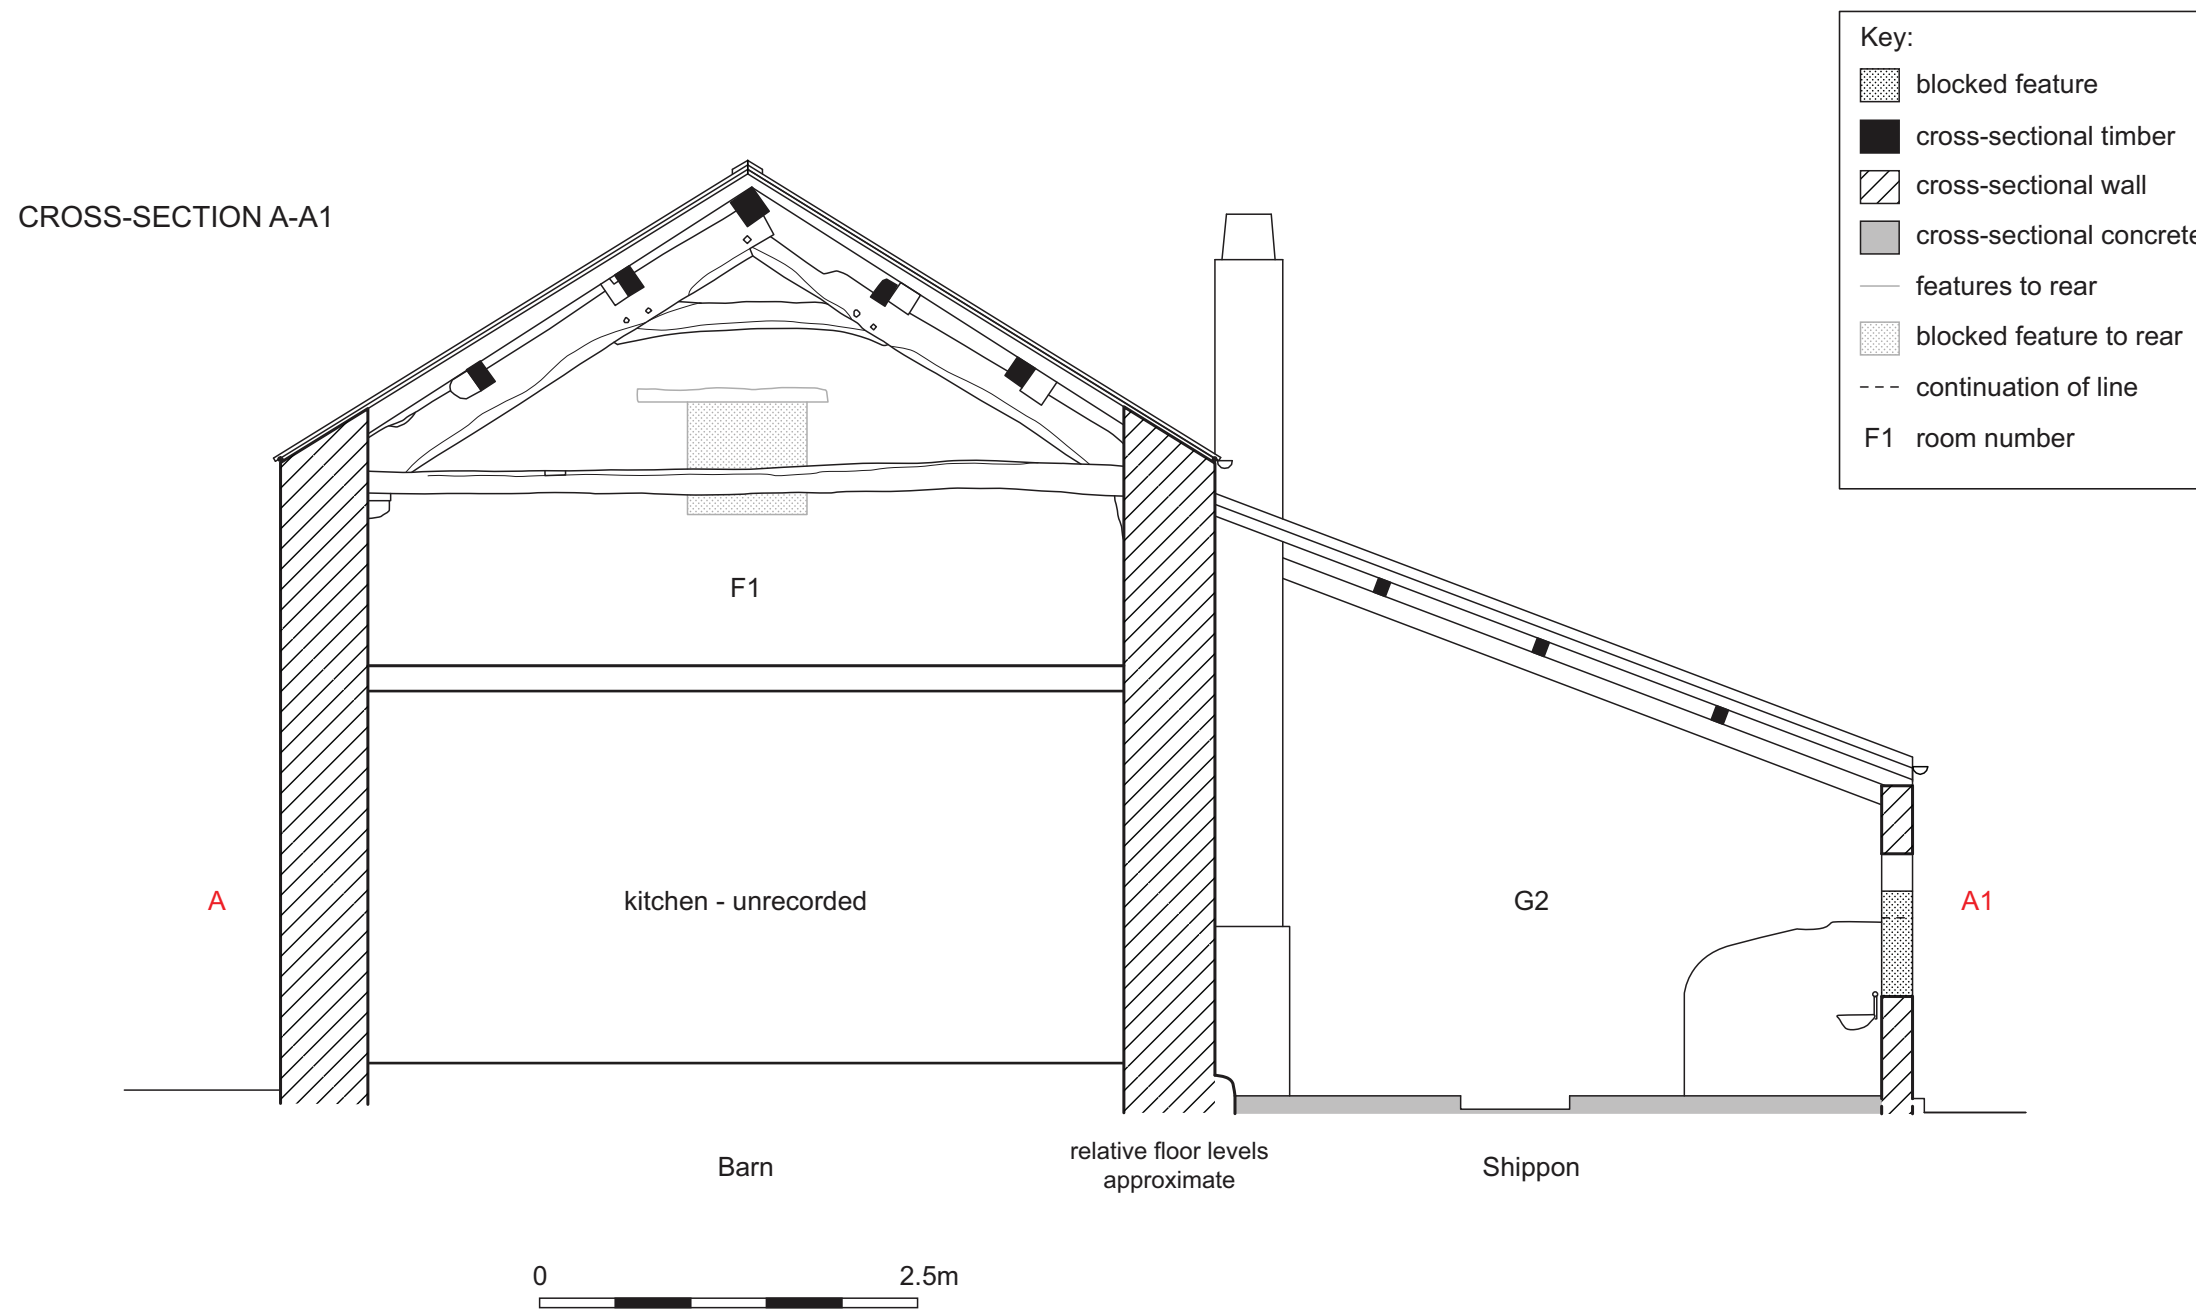 CROSS-SECTION A-A1
Key:
blocked feature
cross-sectional timber
cross-sectional wall
cross-sectional concrete
features to rear
blocked feature to rear
continuation of line
F1 room number
F1
A
kitchen - unrecorded
G2
A1
Barn
relative floor levels
approximate
Shippon
0
2.5m